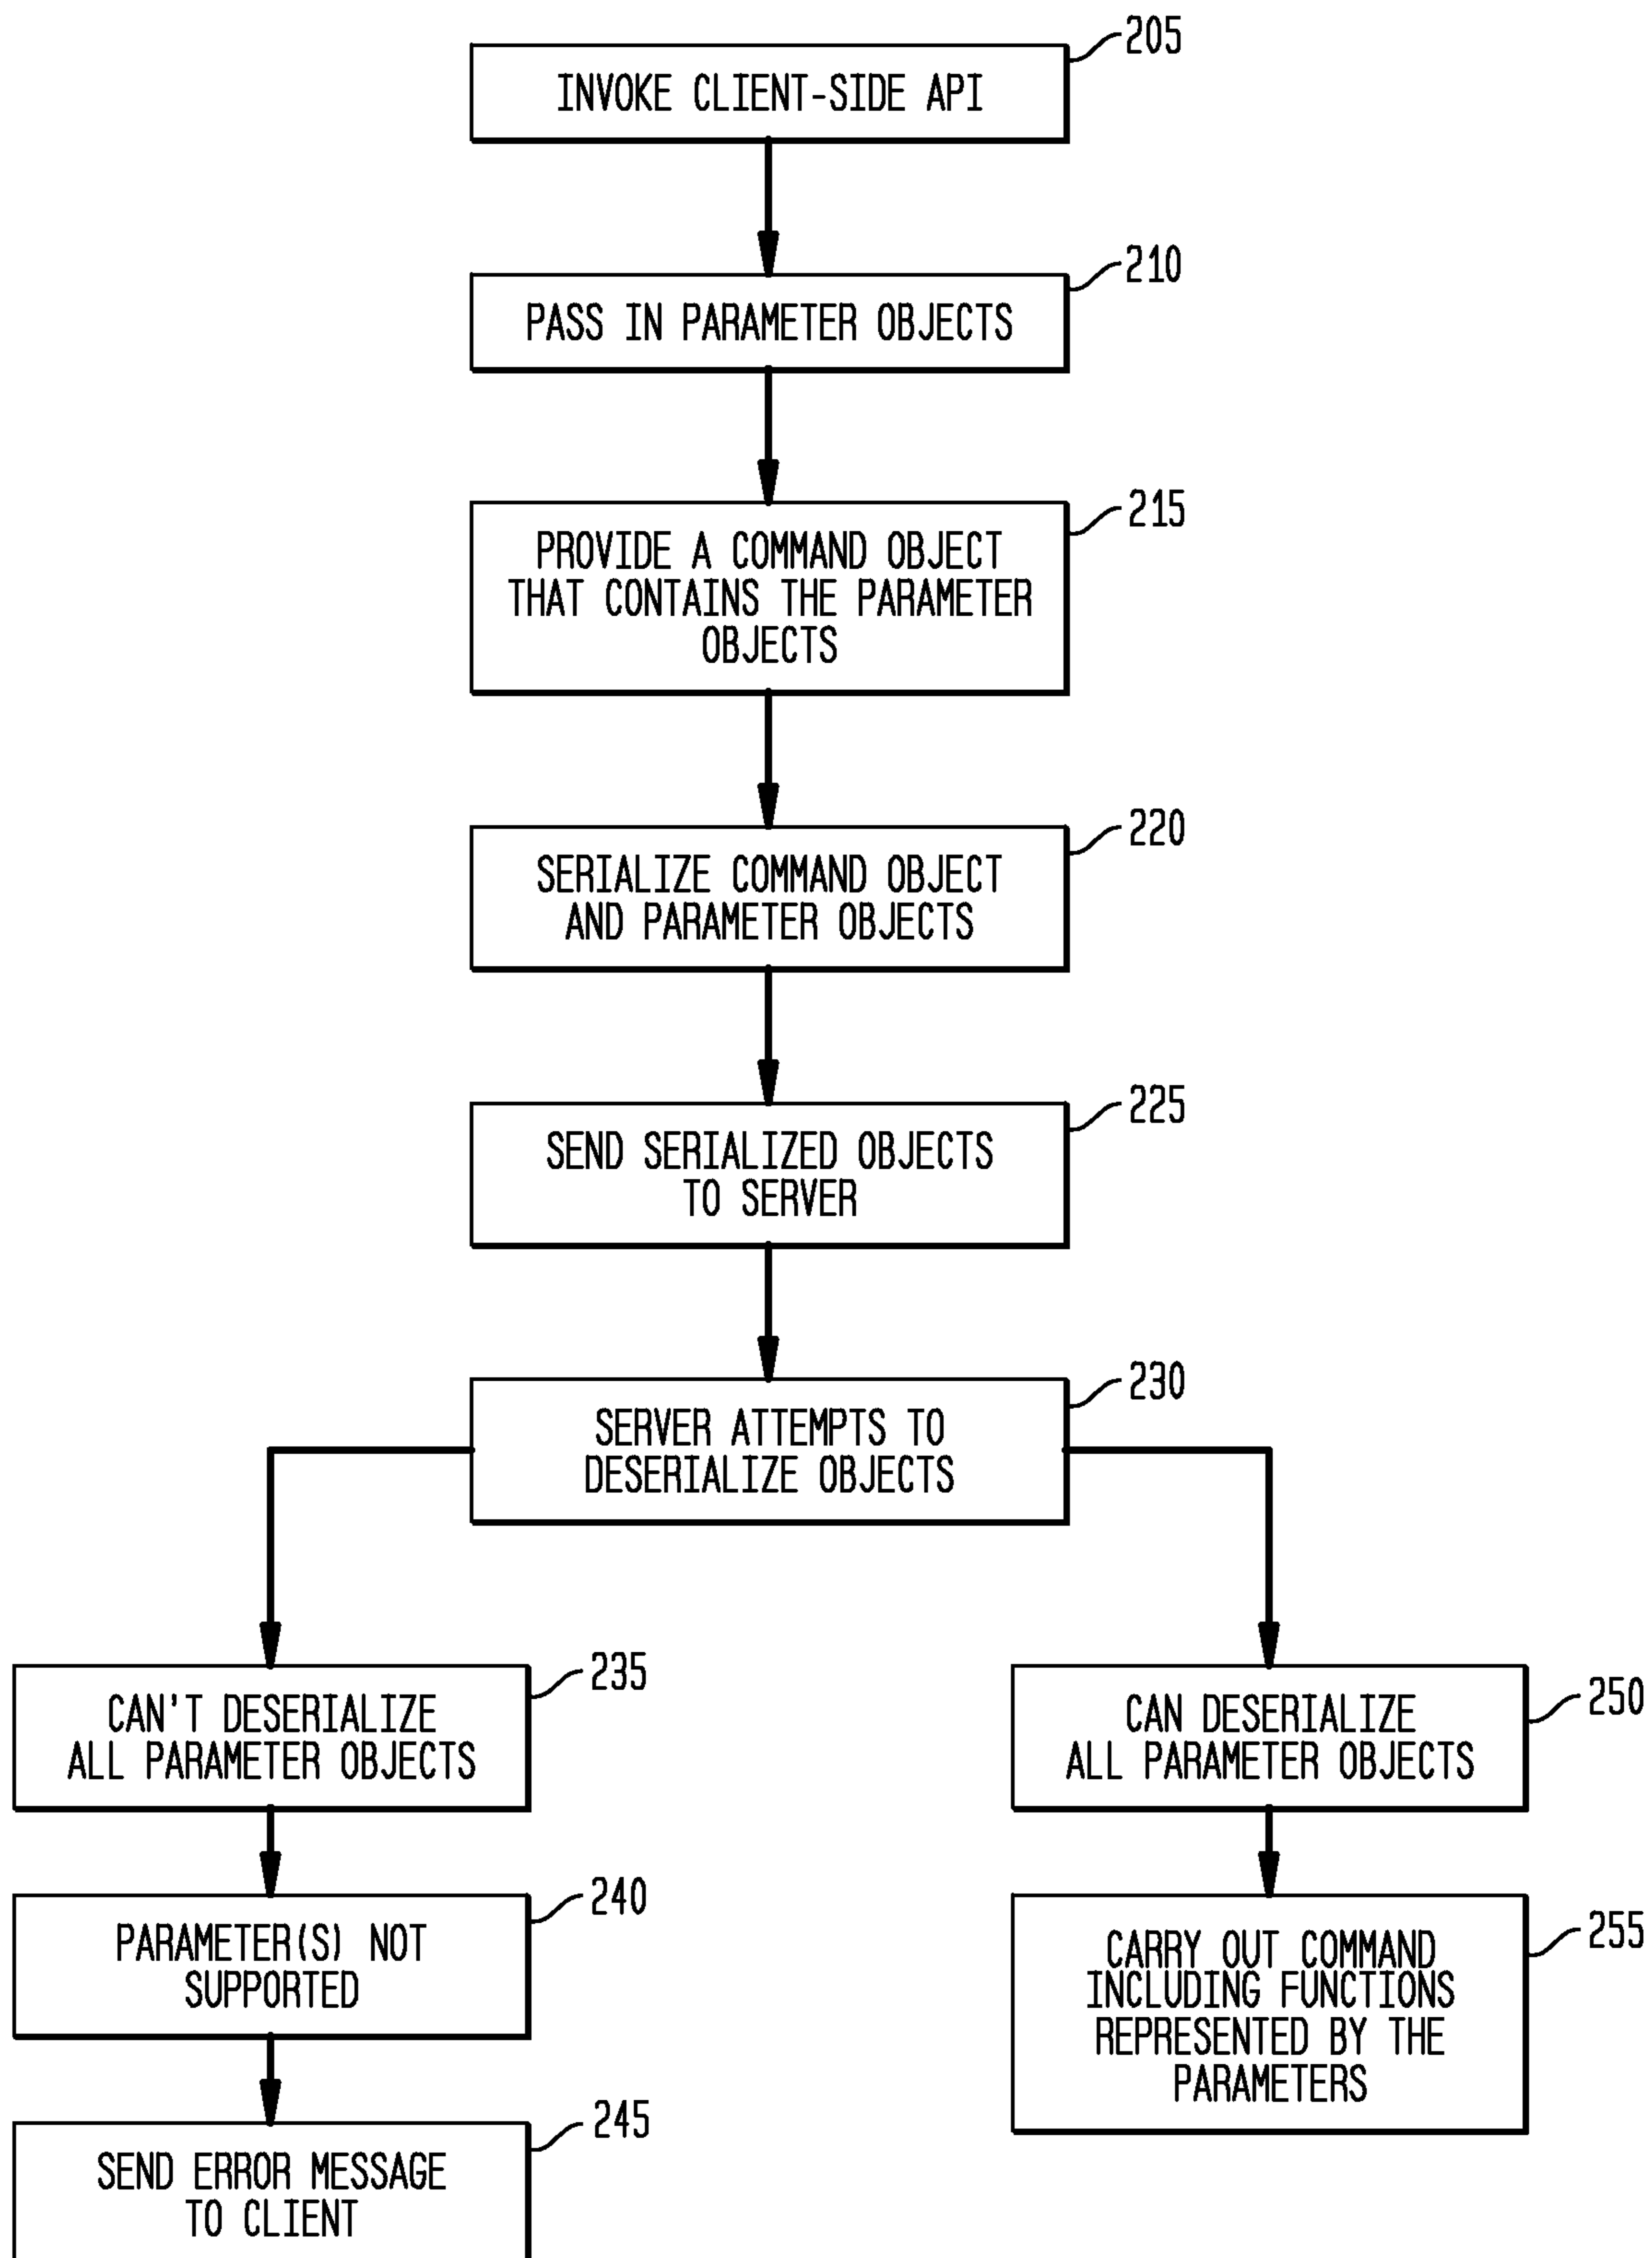 205
INVOKE CLIENT-SIDE API
210
PASS IN PARAMETER OBJECTS
215
PROVIDE A COMMAND OBJECT
THAT CONTAINS THE PARAMETER
OBJECTS
220
SERIALIZE COMMAND OBJECT
AND PARAMETER OBJECTS
225
SEND SERIALIZED OBJECTS
TO SERVER
230
SERVER ATTEMPTS TO
DESERIALIZE OBJECTS
235
CAN'T DESERIALIZE
ALL PARAMETER OBJECTS
240
PARAMETER(S) NOT
SUPPORTED
245
SEND ERROR MESSAGE
TO CLIENT
250
CAN DESERIALIZE
ALL PARAMETER OBJECTS
255
CARRY OUT COMMAND
INCLUDING FUNCTIONS
REPRESENTED BY THE
PARAMETERS